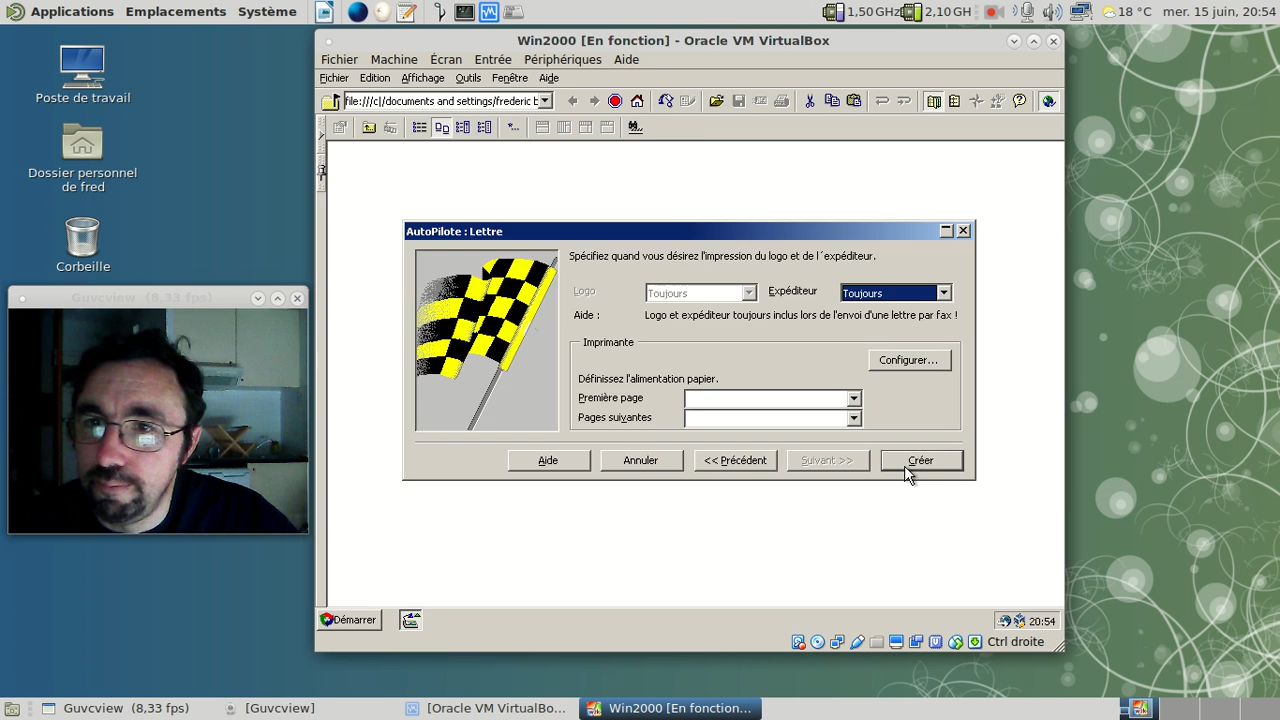 Applications Emplacements Système
1,50 GHz 2,10 GH 18 °C mer. 15 juin, 20:54
Poste de travail
Dossier personnel
de fred
Corbeille
Guvcview (8,33 fps)
Win2000 [En fonction] - Oracle VM VirtualBox
Fichier Machine Écran Entrée Périphériques Aide
Fichier Edition Affichage Outils Fenêtre Aide
file:///c|/documents and settings/frederic b
AutoPilote : Lettre
Spécifiez quand vous désirez l'impression du logo et de l´expéditeur.
Logo Toujours Expéditeur Toujours
Aide : Logo et expéditeur toujours inclus lors de l'envoi d'une lettre par fax !
Imprimante
Configurer...
Définissez l'alimentation papier.
Première page
Pages suivantes
Aide Annuler << Précédent Suivant >> Créer
Démarrer 20:54
Ctrl droite
Guvcview (8,33 fps) [Guvcview] [Oracle VM VirtualBo... Win2000 [En fonction...